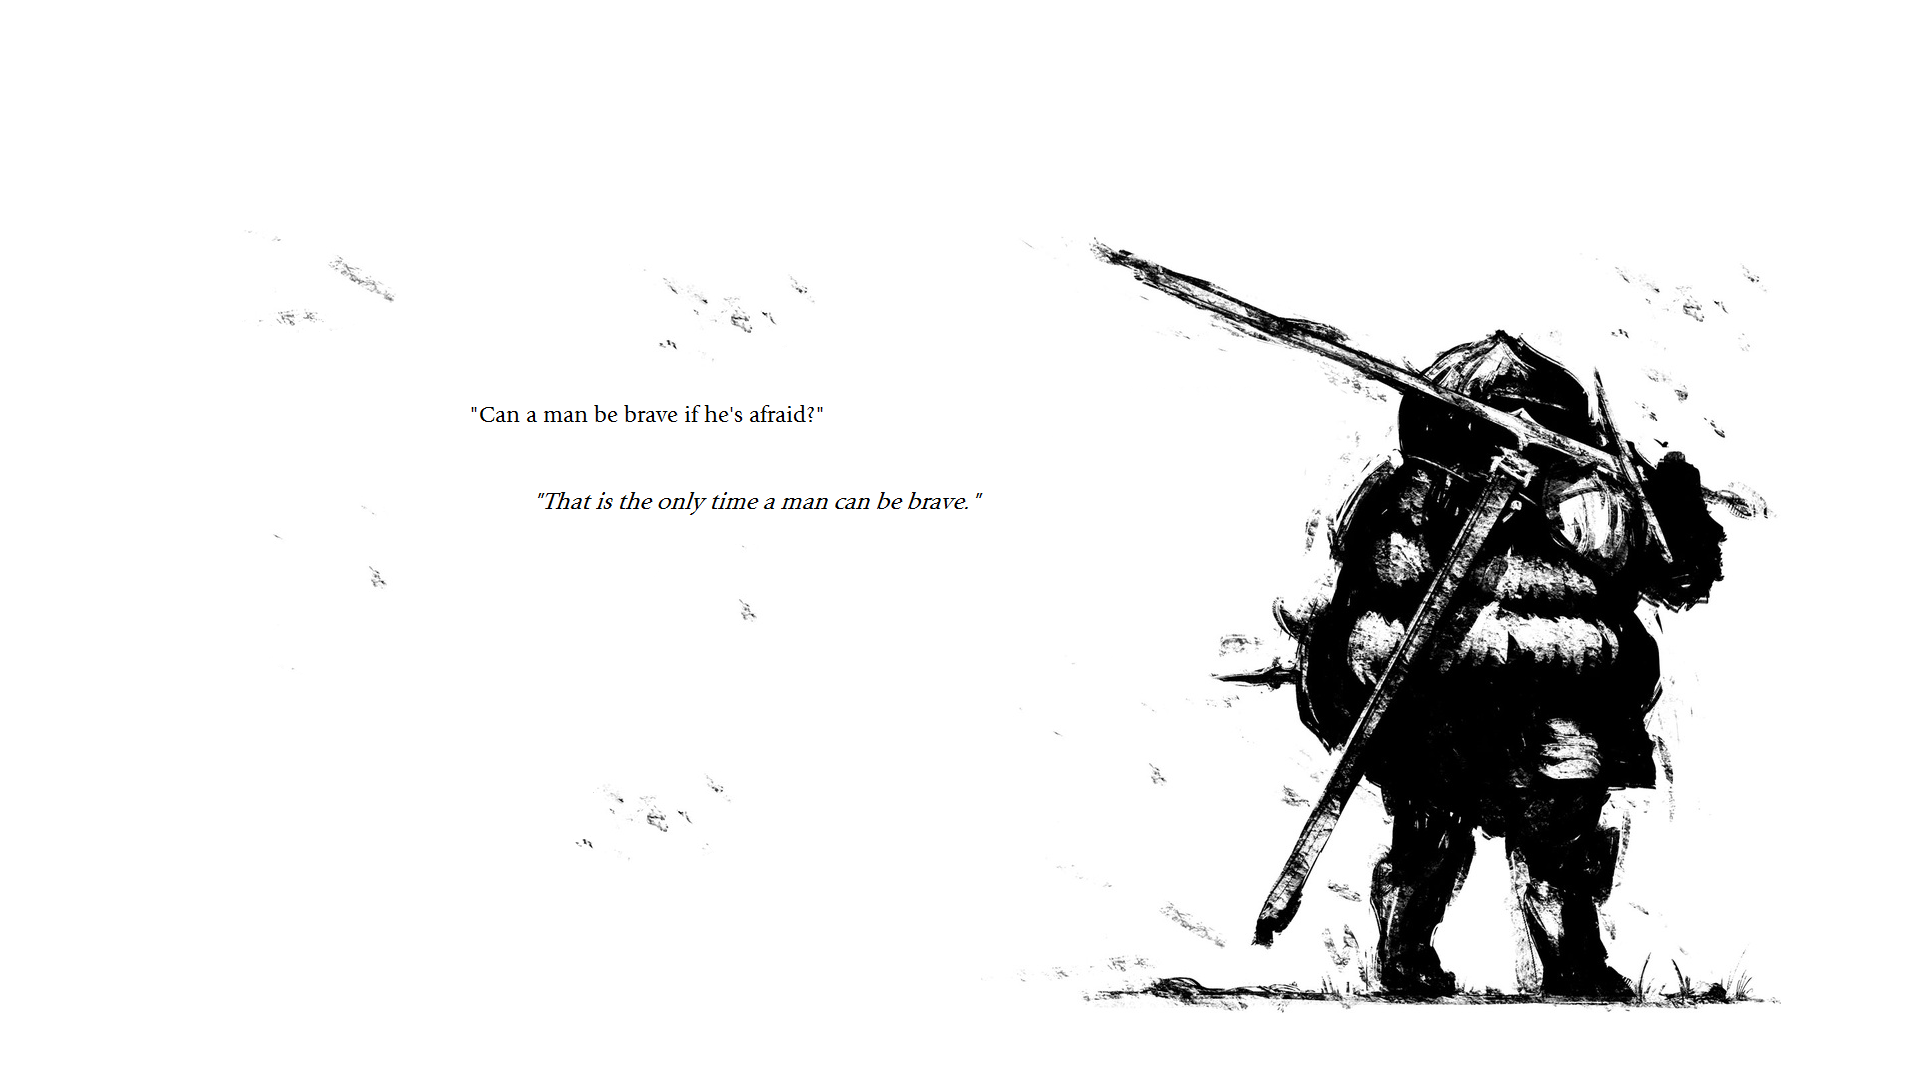 "Can a man be brave if he's afraid?"
"That is the only time a man can be brave."